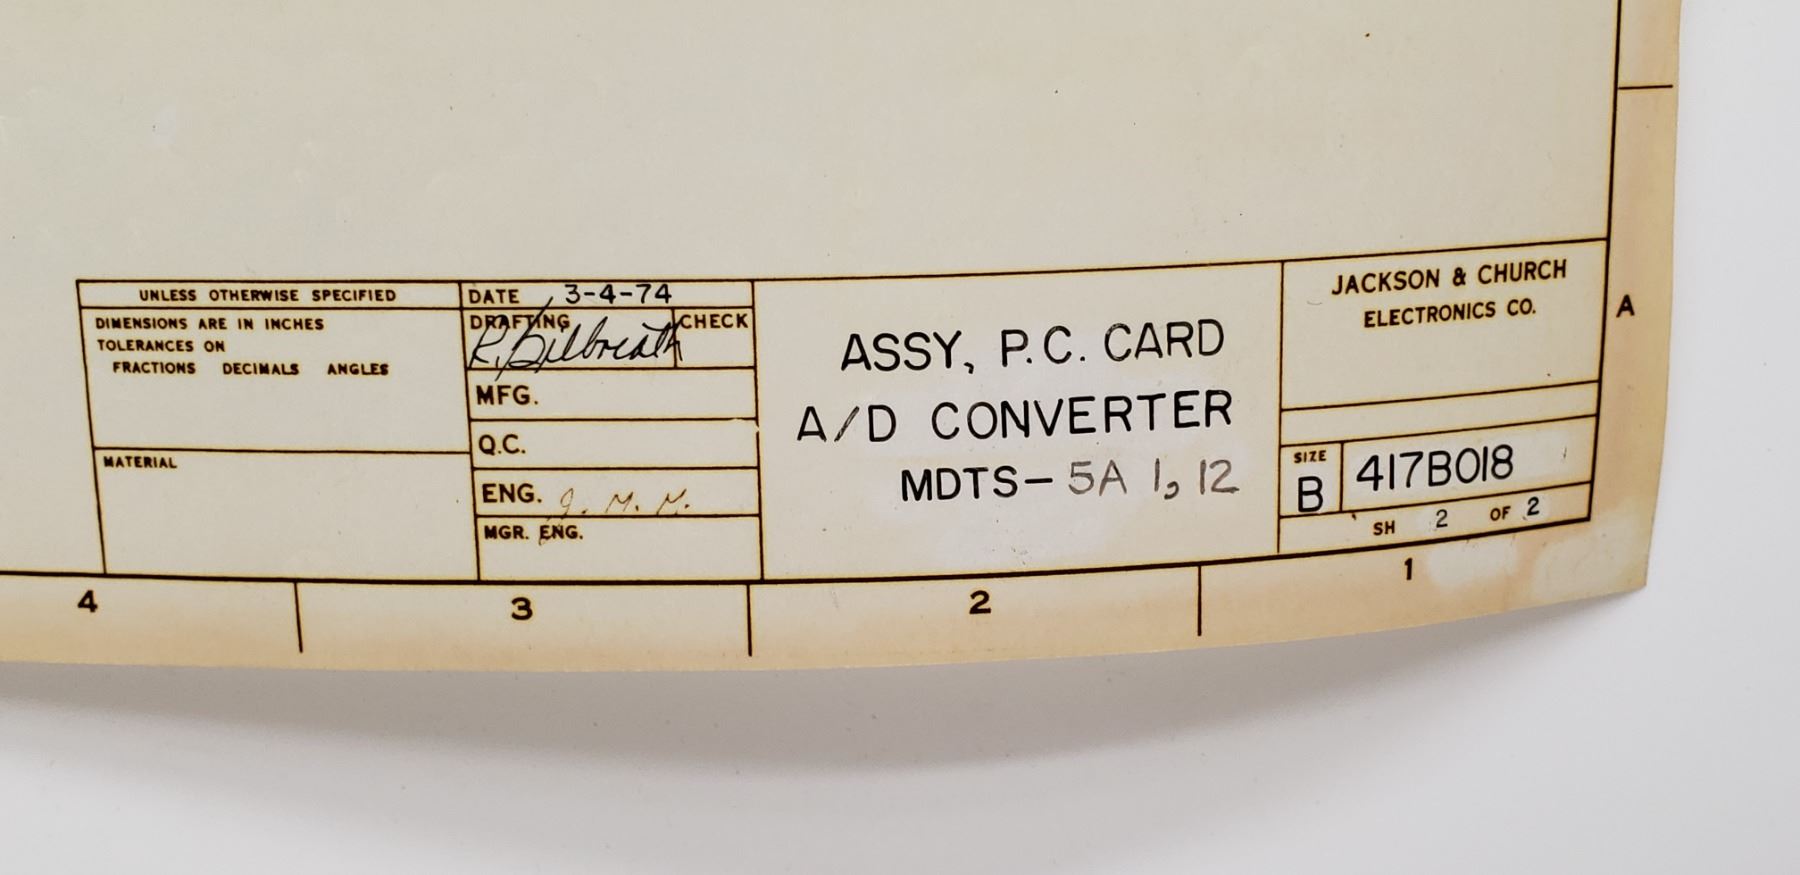 UNLESS OTHERWISE SPECIFIED
DIMENSIONS ARE IN INCHES
TOLERANCES ON
FRACTIONS DECIMALS ANGLES
MATERIAL
DATE 3-4-74
DRAFTING CHECK
R. Gilbreath
MFG.
Q.C.
ENG. J. M. M.
MGR. ENG.
ASSY, P.C. CARD
A/D CONVERTER
MDTS-5A 1, 12
JACKSON & CHURCH
ELECTRONICS CO.
SIZE
B 417B018
SH 2 OF 2
A
4 3 2 1